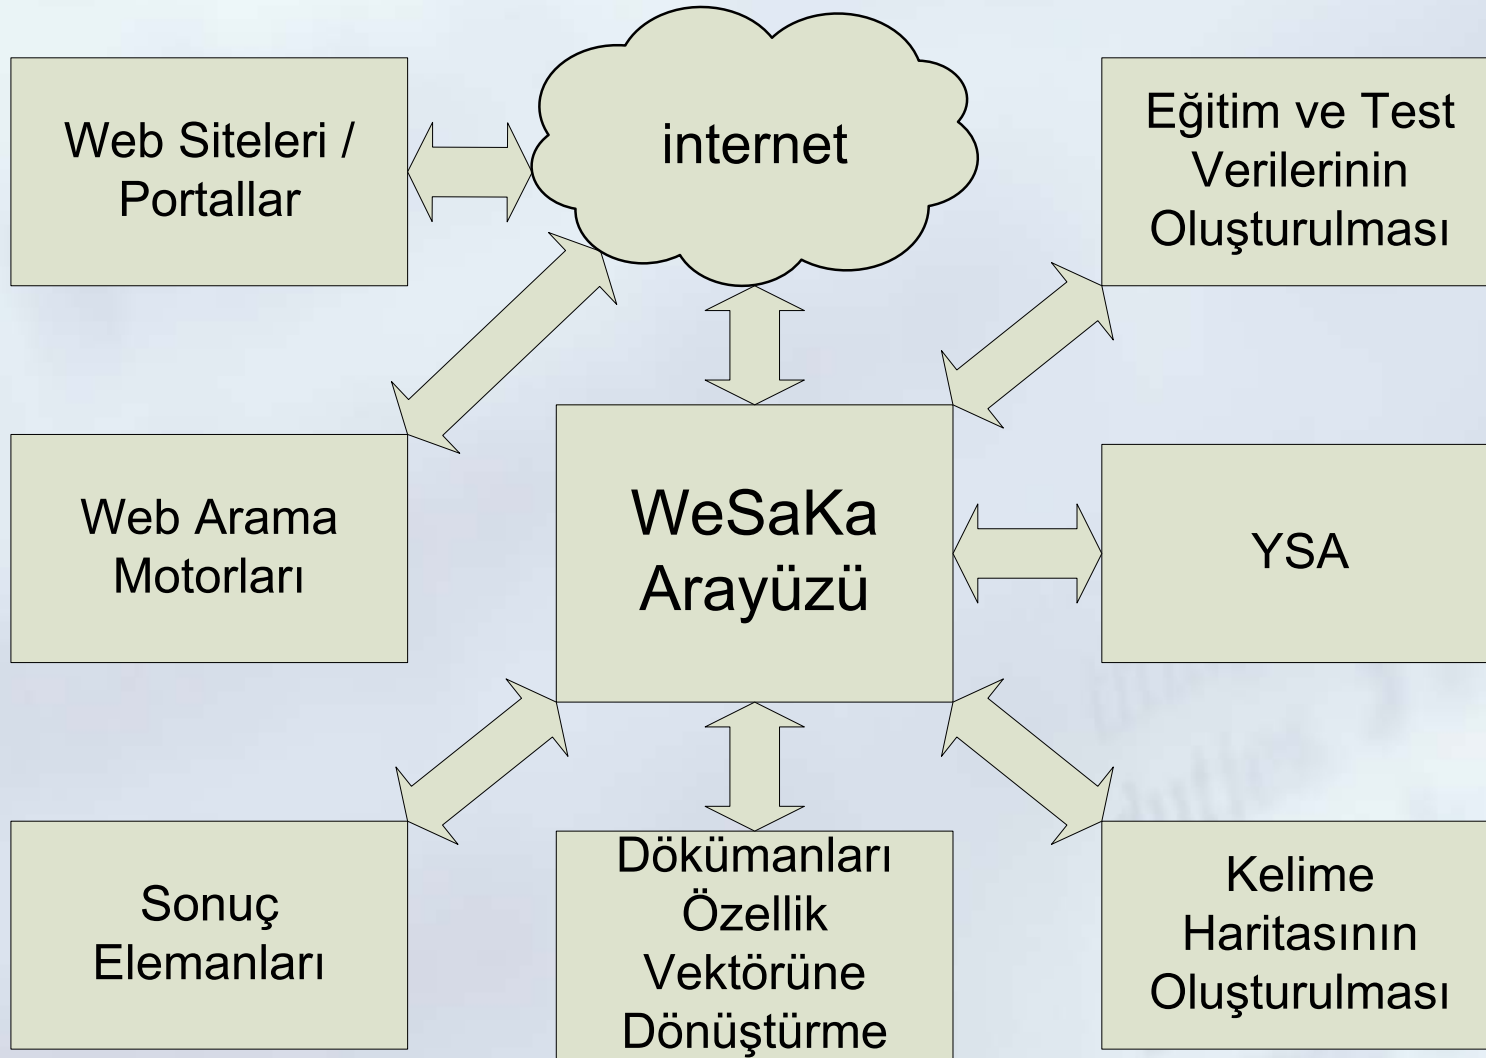 Web Siteleri /
Portallar
internet
Eğitim ve Test
Verilerinin
Oluşturulması
Web Arama
Motorları
WeSaKa
Arayüzü
YSA
Sonuç
Elemanları
Dökümanları
Özellik
Vektörüne
Dönüştürme
Kelime
Haritasının
Oluşturulması